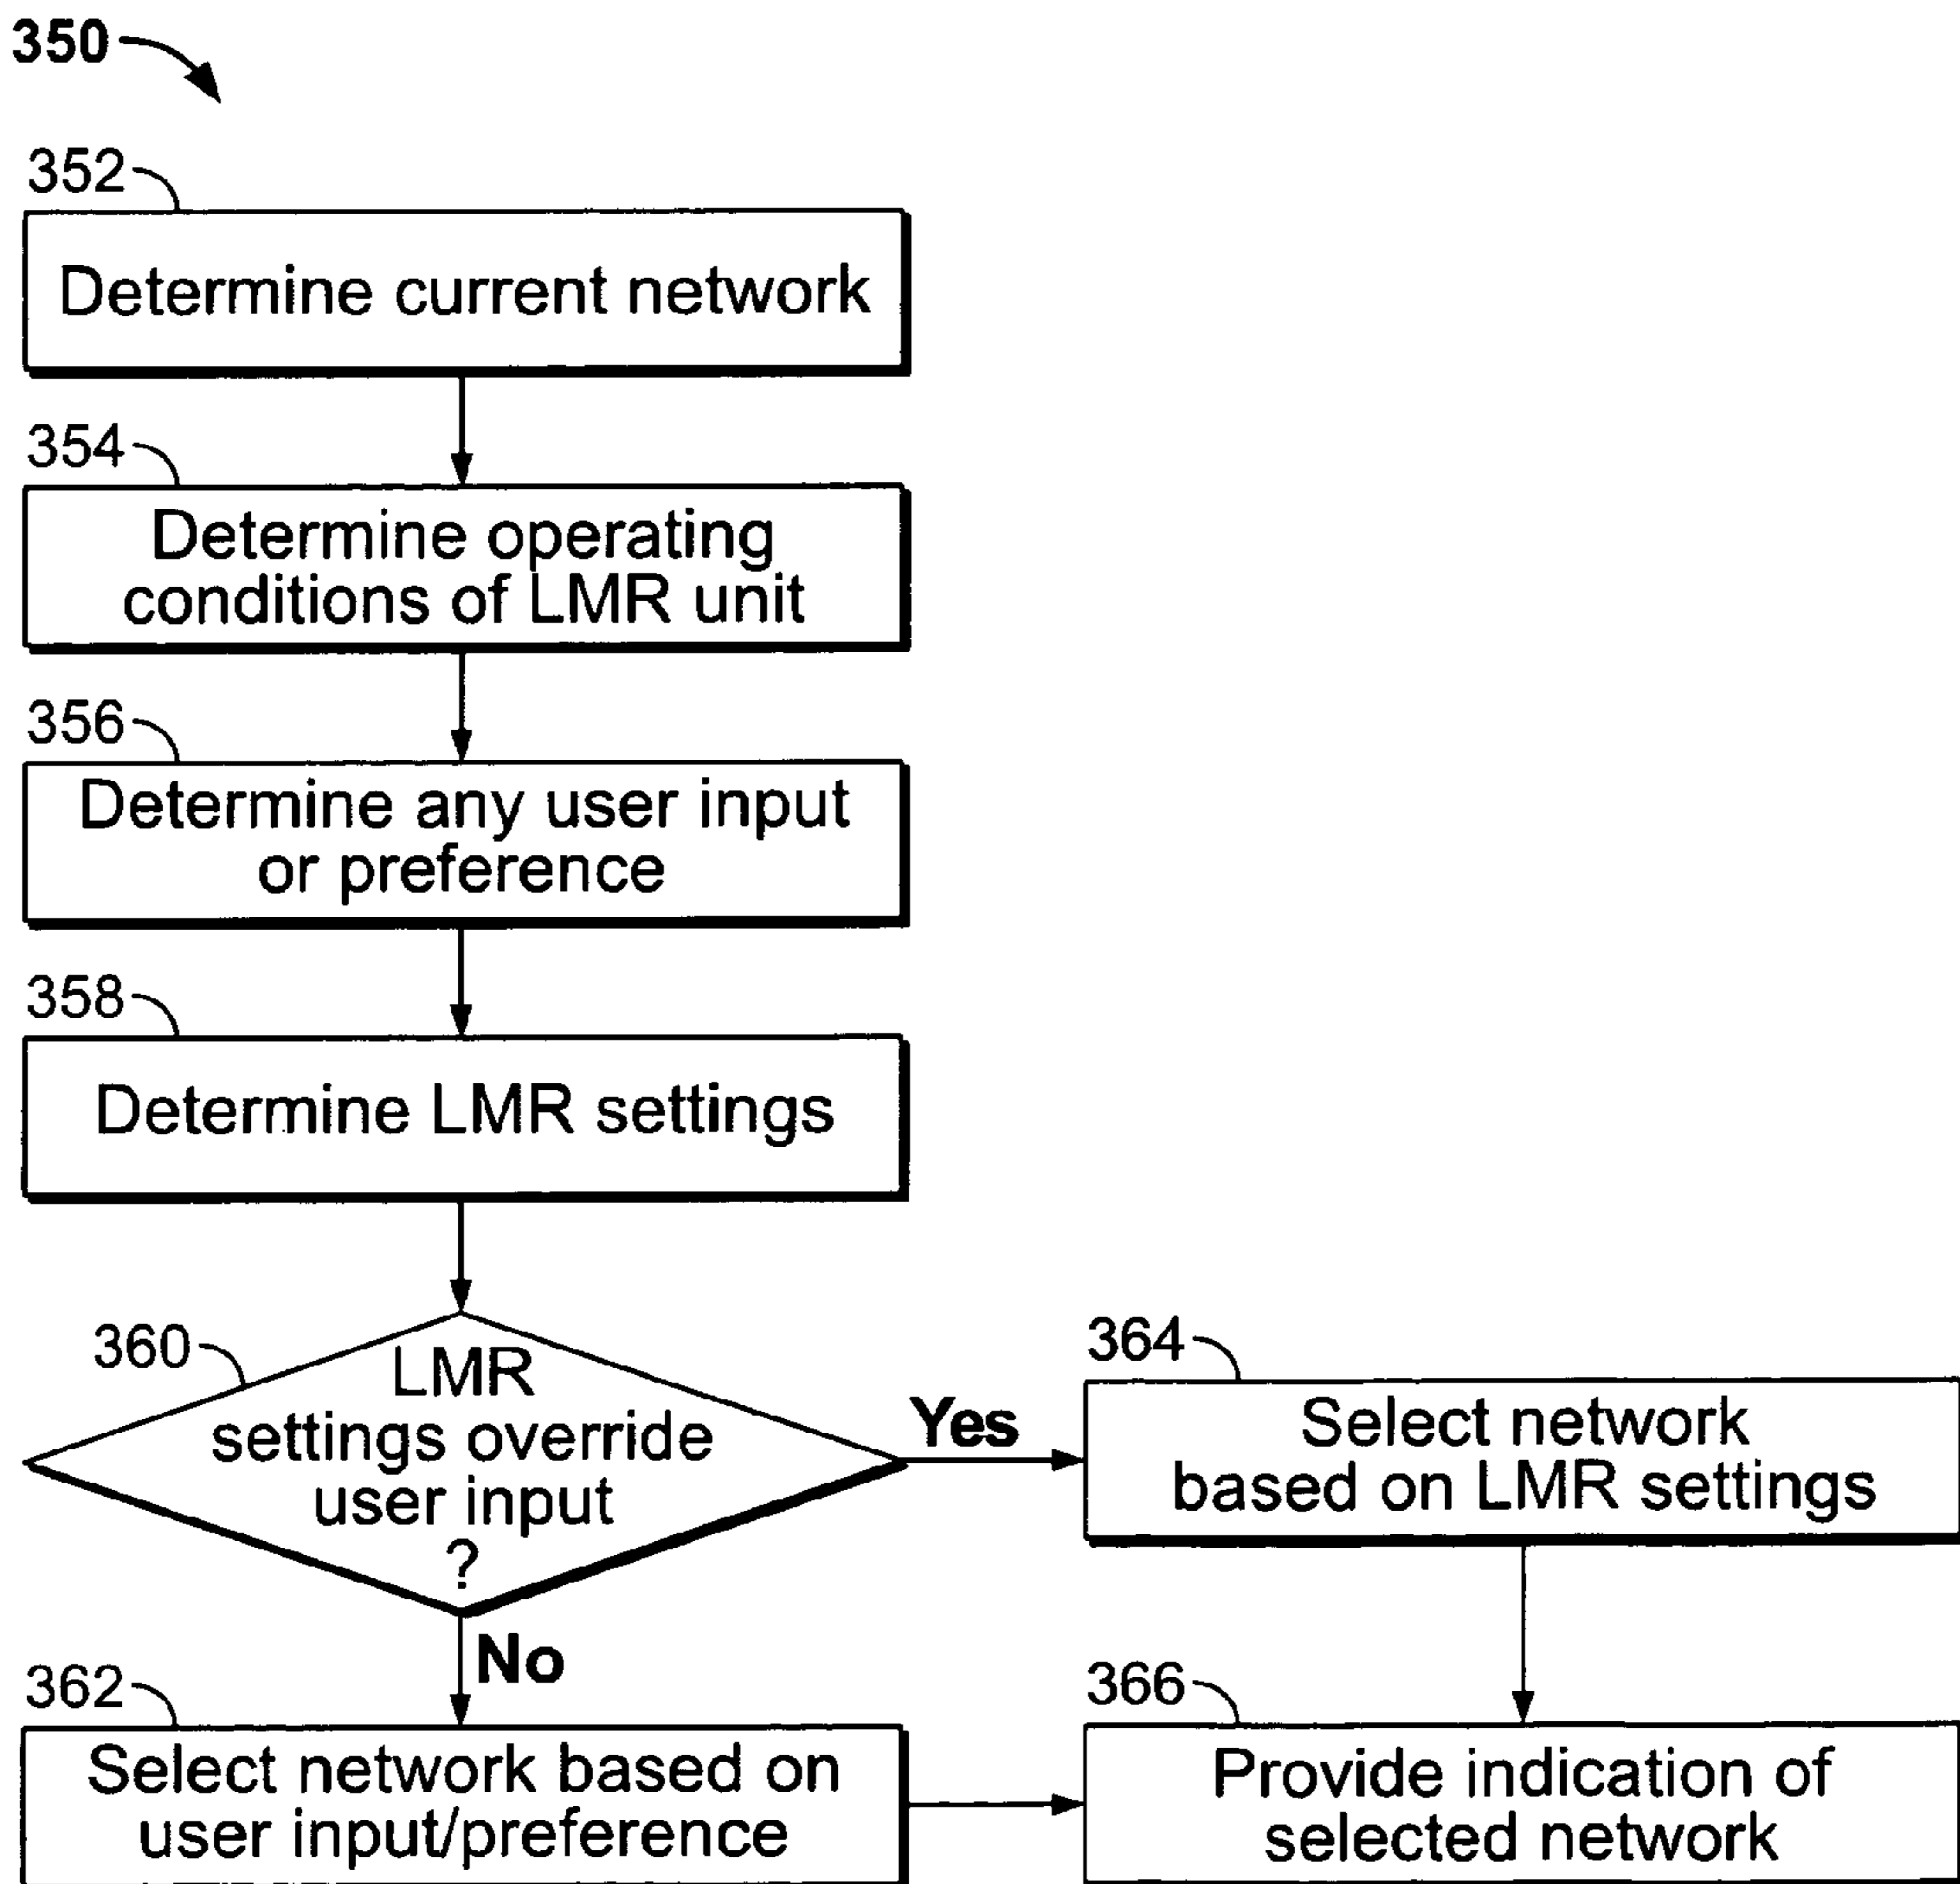 350
352
Determine current network
354
Determine operating
conditions of LMR unit
356
Determine any user input
or preference
358
Determine LMR settings
360
LMR
settings override
user input
?
Yes
364
Select network
based on LMR settings
No
362
Select network based on
user input/preference
366
Provide indication of
selected network